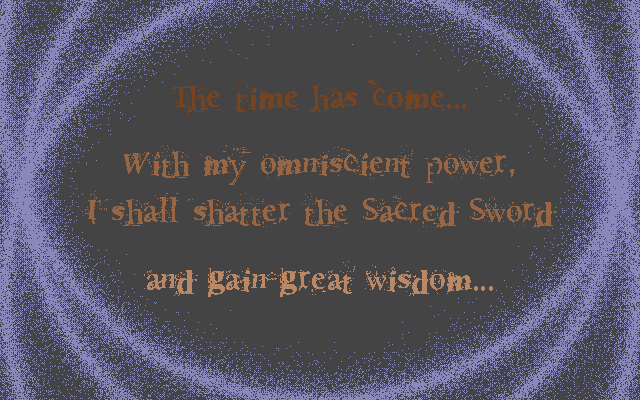 The time has come...
With my omniscient power,
I shall shatter the Sacred Sword
and gain great wisdom...